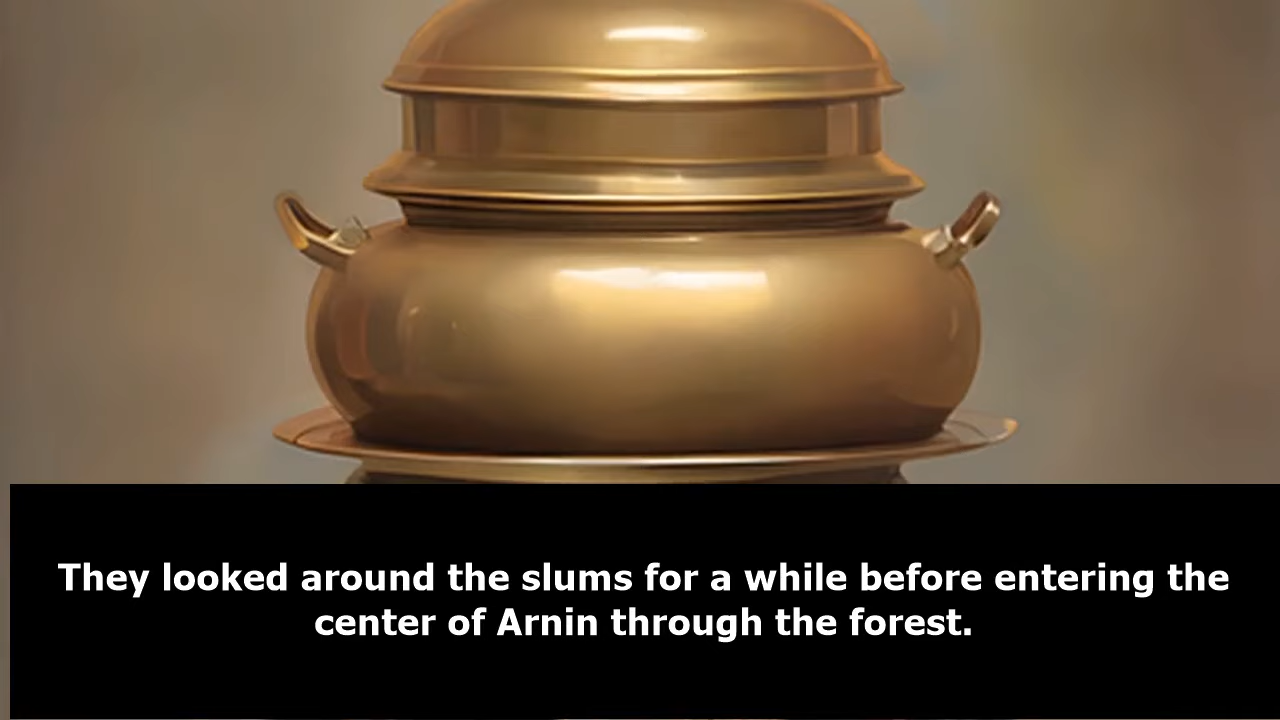 They looked around the slums for a while before entering the
center of Arnin through the forest.